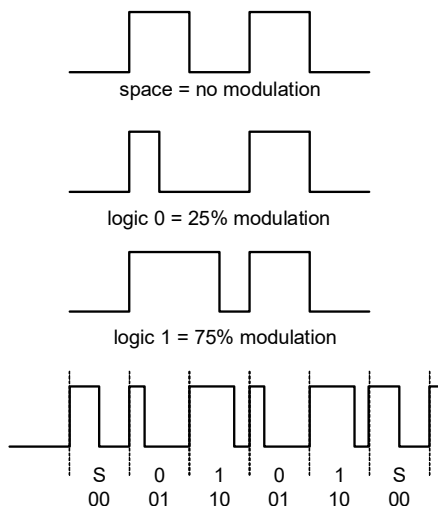 space = no modulation
logic 0 = 25% modulation
logic 1 = 75% modulation
S 0 1 0 1 S
00 01 10 01 10 00